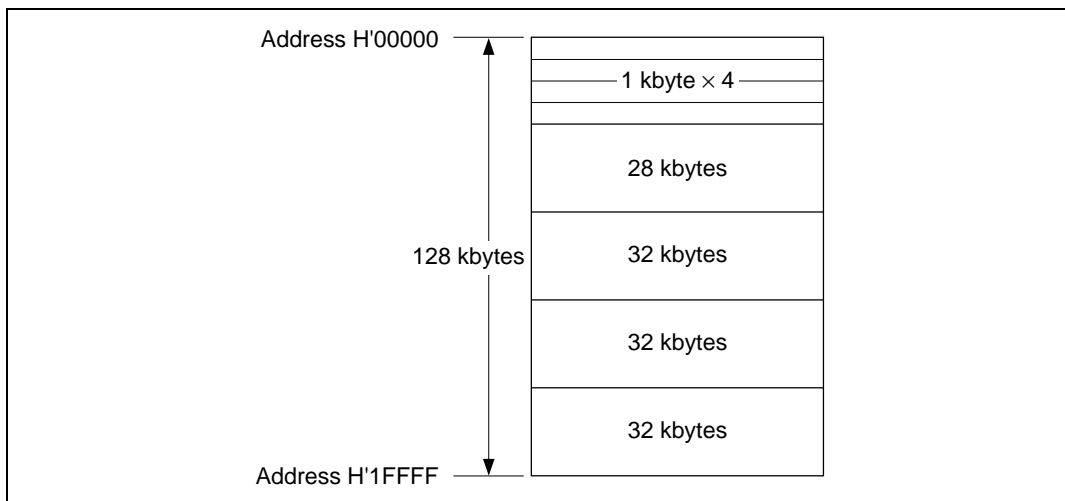 Address H'00000
1 kbyte × 4
28 kbytes
32 kbytes
128 kbytes
32 kbytes
32 kbytes
Address H'1FFFF